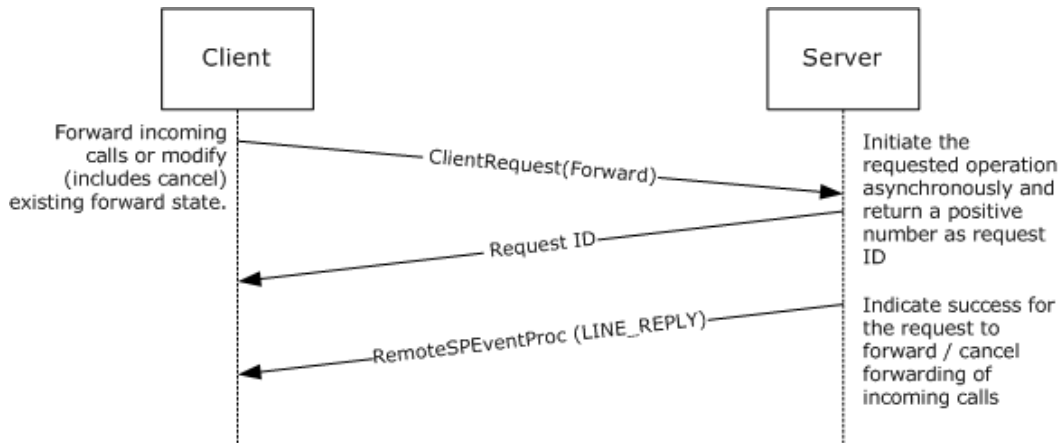 Client
Server
Forward incoming
calls or modify
(includes cancel)
existing forward state.
ClientRequest(Forward)
Initiate the
requested operation
asynchronously and
return a positive
number as request
ID
Request ID
RemoteSPEventProc (LINE_REPLY)
Indicate success for
the request to
forward / cancel
forwarding of
incoming calls